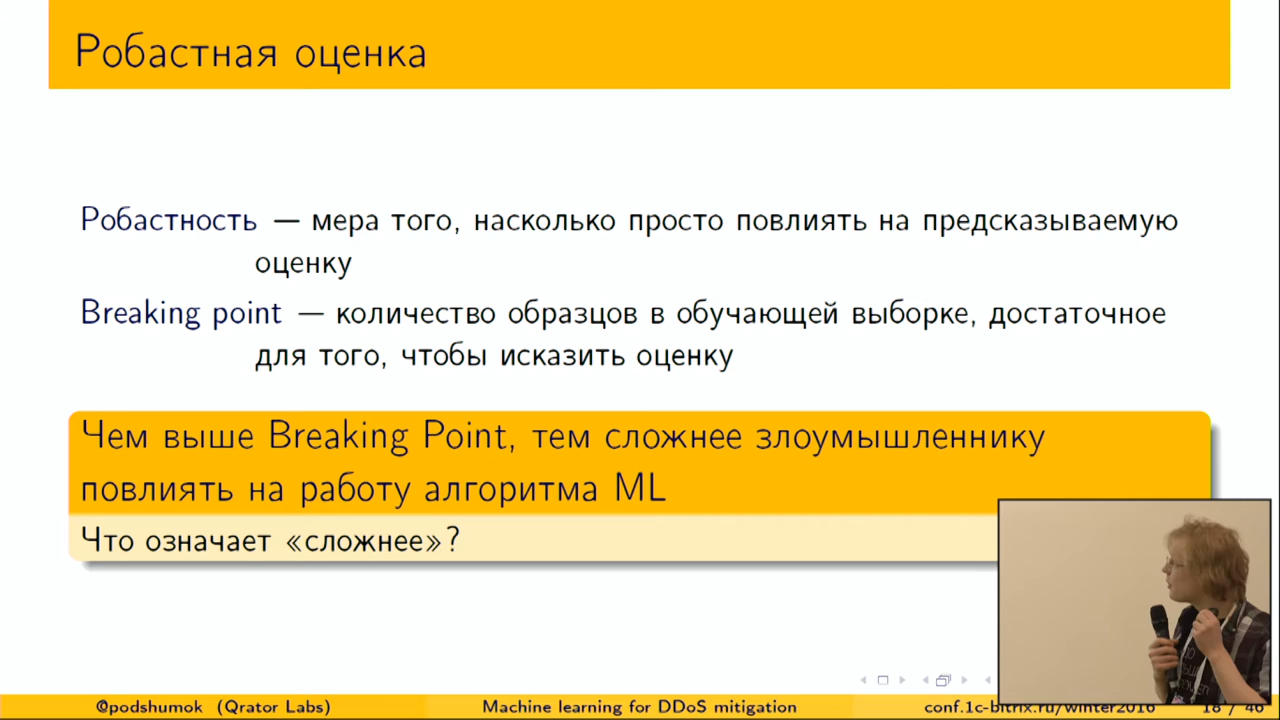 Робастная оценка
Робастность — мера того, насколько просто повлиять на предсказываемую
оценку
Breaking point — количество образцов в обучающей выборке, достаточное
для того, чтобы исказить оценку
Чем выше Breaking Point, тем сложнее злоумышленнику
повлиять на работу алгоритма ML
Что означает «сложнее»?
@podshumok (Qrator Labs) Machine learning for DDoS mitigation conf.1c-bitrix.ru/winter2016 18 / 46